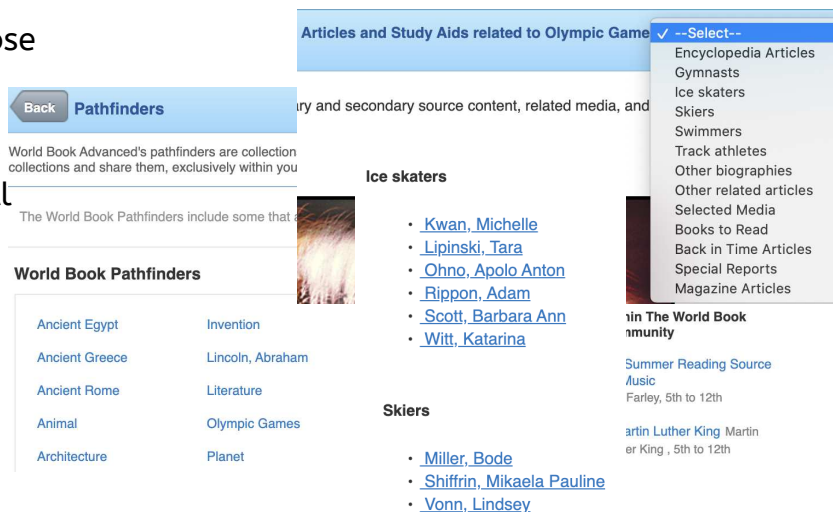 Back
Pathfinders
World Book Advanced's pathfinders are collection
collections and share them, exclusively within you
The World Book Pathfinders include some that
World Book Pathfinders
Ancient Egypt
Invention
Ancient Greece
Lincoln, Abraham
Ancient Rome
Literature
Animal
Olympic Games
Architecture
Planet
Articles and Study Aids related to Olympic Game
and secondary source content, related media, and
Ice skaters
• Kwan, Michelle
• Lipinski, Tara
• Ohno, Apolo Anton
• Rippon, Adam
• Scott, Barbara Ann
• Witt, Katarina
Skiers
• Miller, Bode
• Shiffrin, Mikaela Pauline
• Vonn, Lindsey
✓ --Select--
Encyclopedia Articles
Gymnasts
Ice skaters
Skiers
Swimmers
Track athletes
Other biographies
Other related articles
Selected Media
Books to Read
Back in Time Articles
Special Reports
Magazine Articles
The World Book
Summer Reading Source
Music
Farley, 5th to 12th
Luther King Martin
King , 5th to 12th